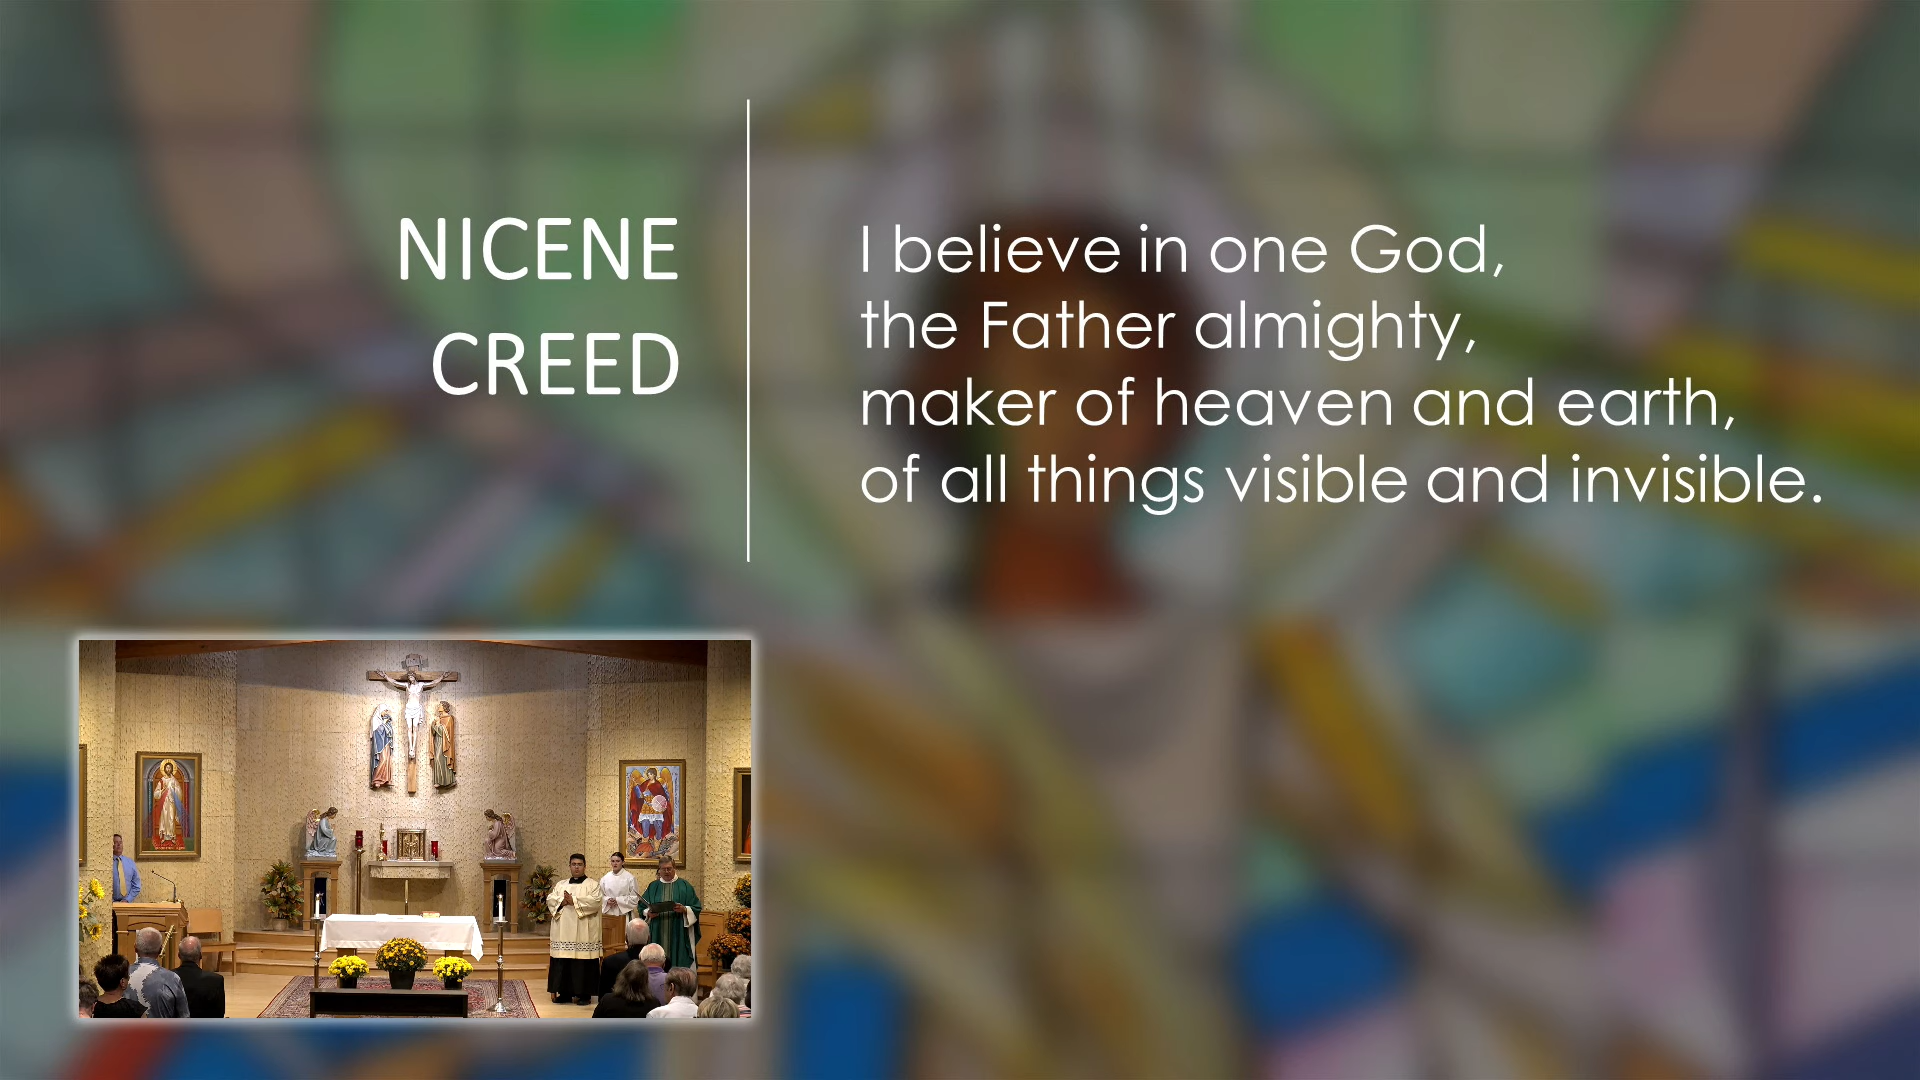 NICENE
CREED
I believe in one God,
the Father almighty,
maker of heaven and earth,
of all things visible and invisible.